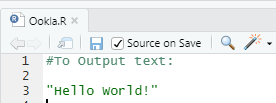 Ookla.R
Source on Save
1 #To Output text:
2
3 "Hello World!"